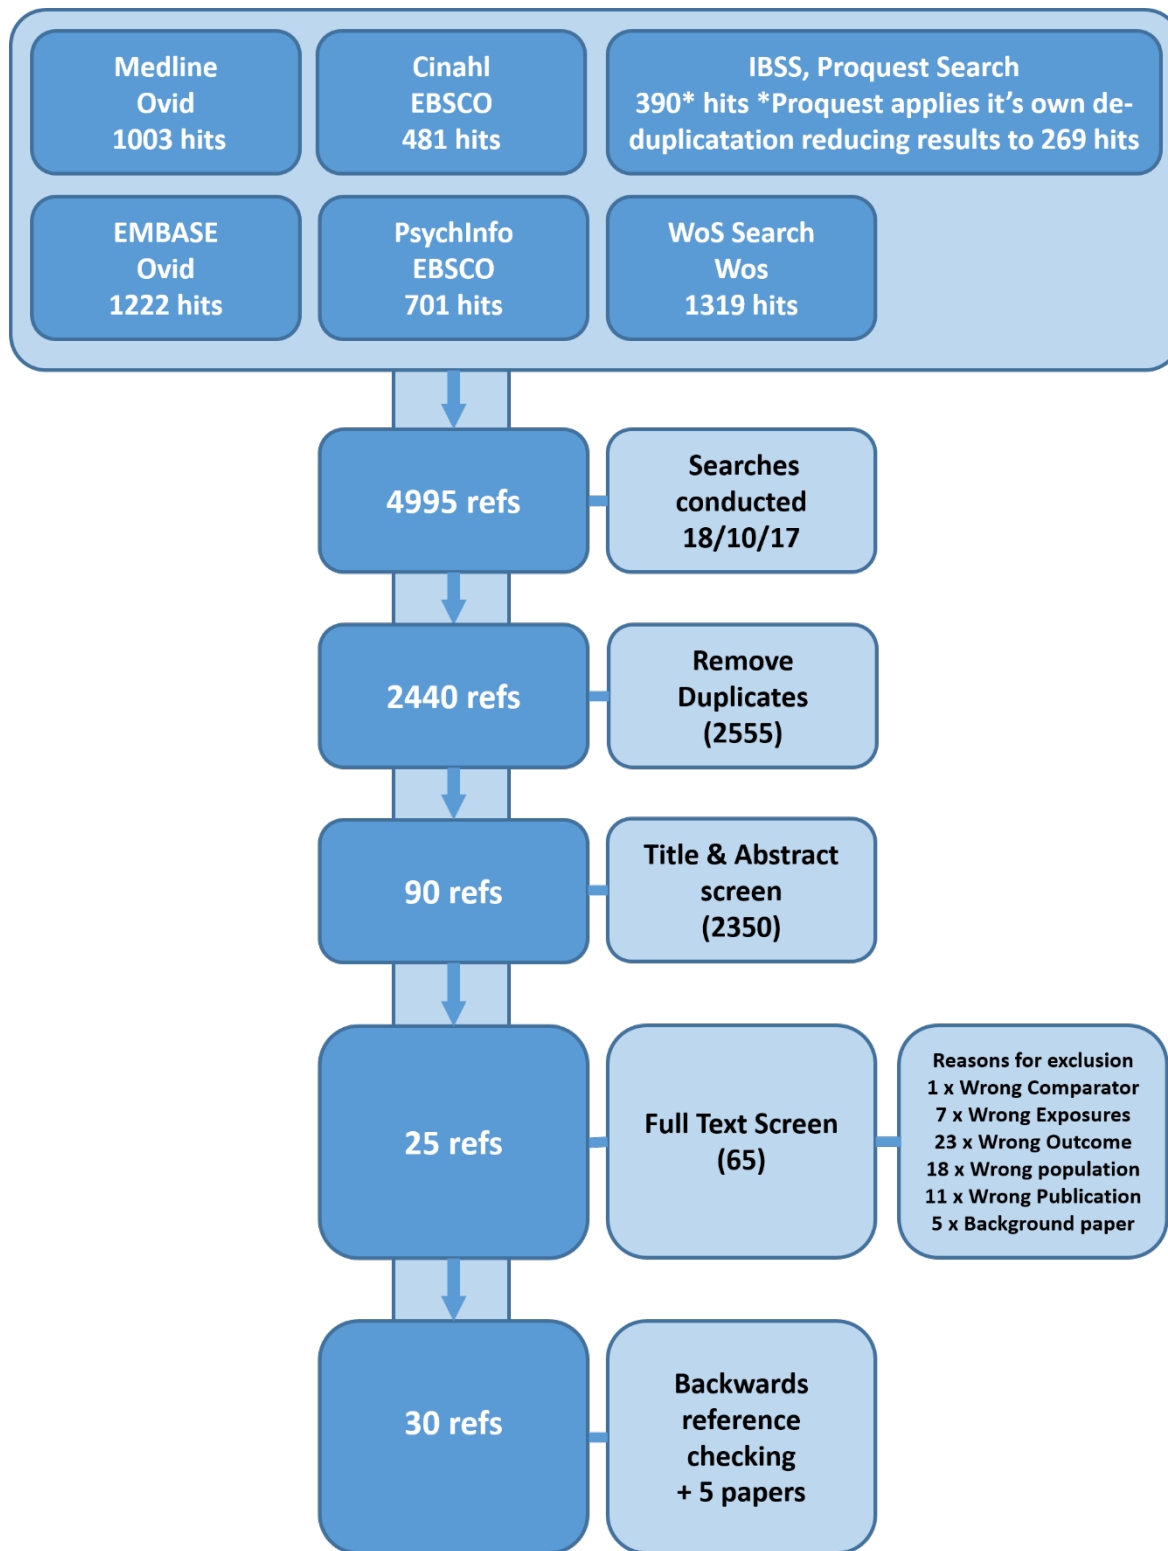 Medline
Ovid
1003 hits
Cinahl
EBSCO
481 hits
IBSS, Proquest Search
390* hits *Proquest applies it's own de-
duplicatation reducing results to 269 hits
EMBASE
Ovid
1222 hits
PsychInfo
EBSCO
701 hits
WoS Search
Wos
1319 hits
4995 refs
Searches
conducted
18/10/17
2440 refs
Remove
Duplicates
(2555)
90 refs
Title & Abstract
screen
(2350)
25 refs
Full Text Screen
(65)
Reasons for exclusion
1 x Wrong Comparator
7 x Wrong Exposures
23 x Wrong Outcome
18 x Wrong population
11 x Wrong Publication
5 x Background paper
30 refs
Backwards
reference
checking
+ 5 papers